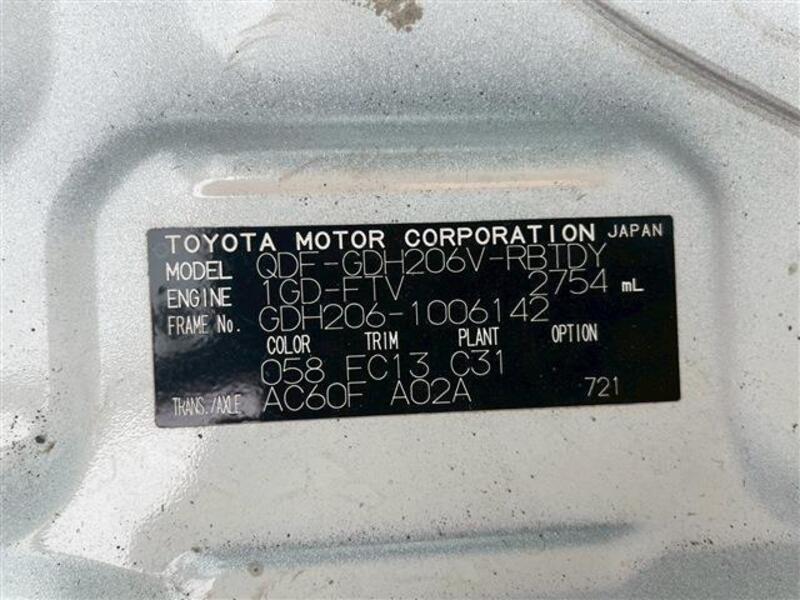 TOYOTA MOTOR CORPORATION JAPAN
MODEL QDF-GDH206V-RBTDY
ENGINE 1GD-FTV 2754 mL
FRAME No. GDH206-1006142
COLOR TRIM PLANT OPTION
058 FC13 C31
TRANS./AXLE AC60F A02A 721